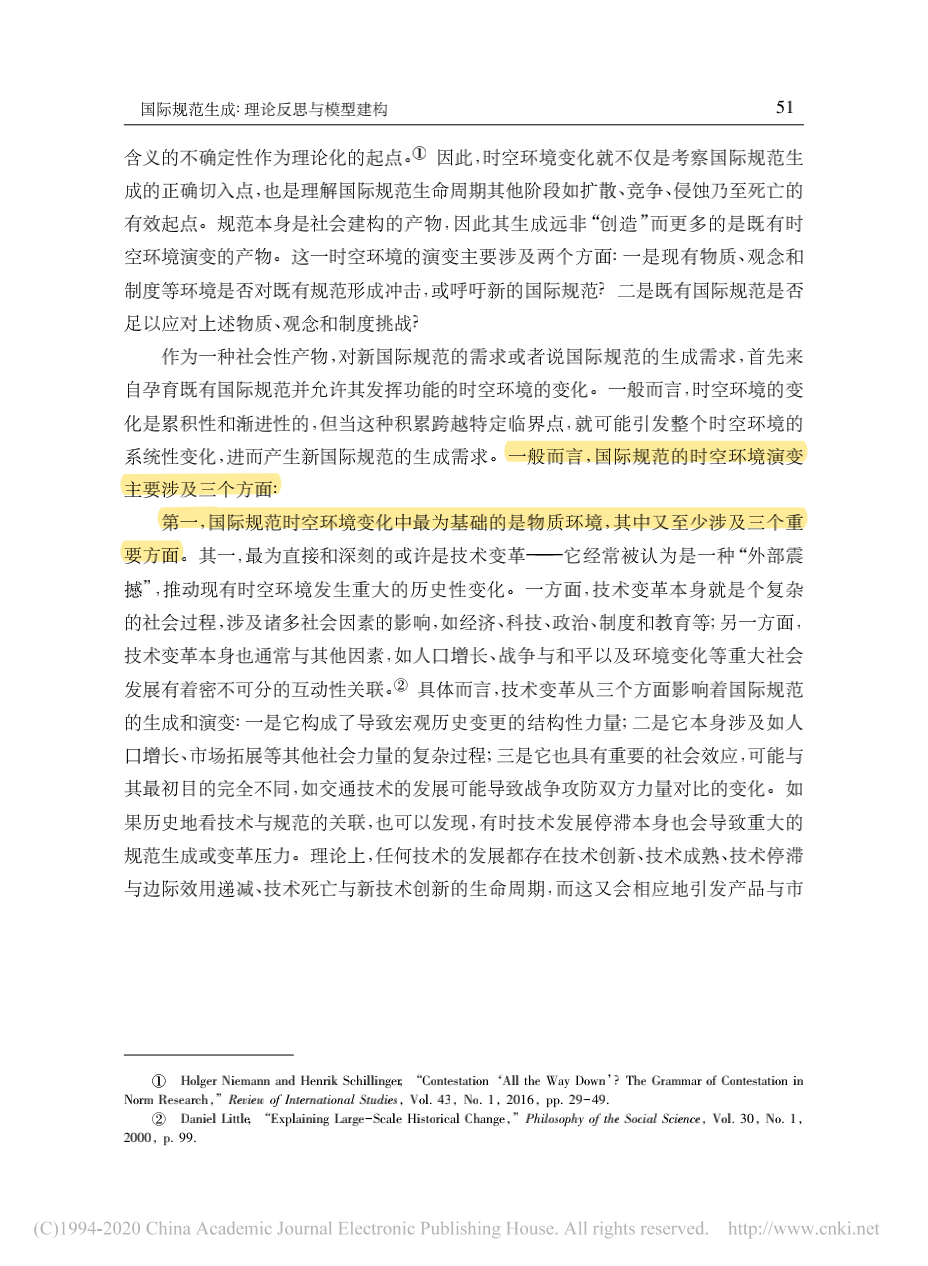 国际规范生成: 理论反思与模型建构 51
含义的不确定性作为理论化的起点。① 因此,时空环境变化就不仅是考察国际规范生
成的正确切入点,也是理解国际规范生命周期其他阶段如扩散、竞争、侵蚀乃至死亡的
有效起点。规范本身是社会建构的产物,因此其生成远非“创造”而更多的是既有时
空环境演变的产物。这一时空环境的演变主要涉及两个方面: 一是现有物质、观念和
制度等环境是否对既有规范形成冲击,或呼吁新的国际规范? 二是既有国际规范是否
足以应对上述物质、观念和制度挑战?
作为一种社会性产物,对新国际规范的需求或者说国际规范的生成需求,首先来
自孕育既有国际规范并允许其发挥功能的时空环境的变化。一般而言,时空环境的变
化是累积性和渐进性的,但当这种积累跨越特定临界点,就可能引发整个时空环境的
系统性变化,进而产生新国际规范的生成需求。一般而言,国际规范的时空环境演变
主要涉及三个方面:
第一,国际规范时空环境变化中最为基础的是物质环境,其中又至少涉及三个重
要方面。其一,最为直接和深刻的或许是技术变革——它经常被认为是一种“外部震
撼”,推动现有时空环境发生重大的历史性变化。一方面,技术变革本身就是个复杂
的社会过程,涉及诸多社会因素的影响,如经济、科技、政治、制度和教育等; 另一方面,
技术变革本身也通常与其他因素,如人口增长、战争与和平以及环境变化等重大社会
发展有着密不可分的互动性关联。② 具体而言,技术变革从三个方面影响着国际规范
的生成和演变: 一是它构成了导致宏观历史变更的结构性力量; 二是它本身涉及如人
口增长、市场拓展等其他社会力量的复杂过程; 三是它也具有重要的社会效应,可能与
其最初目的完全不同,如交通技术的发展可能导致战争攻防双方力量对比的变化。如
果历史地看技术与规范的关联,也可以发现,有时技术发展停滞本身也会导致重大的
规范生成或变革压力。理论上,任何技术的发展都存在技术创新、技术成熟、技术停滞
与边际效用递减、技术死亡与新技术创新的生命周期,而这又会相应地引发产品与市
① Holger Niemann and Henrik Schillinger, “Contestation ‘All the Way Down’? The Grammar of Contestation in
Norm Research,” Review of International Studies, Vol. 43, No. 1, 2016, pp. 29-49.
② Daniel Little, “Explaining Large-Scale Historical Change,” Philosophy of the Social Science, Vol. 30, No. 1,
2000, p. 99.
(C)1994-2020 China Academic Journal Electronic Publishing House. All rights reserved. http://www.cnki.net